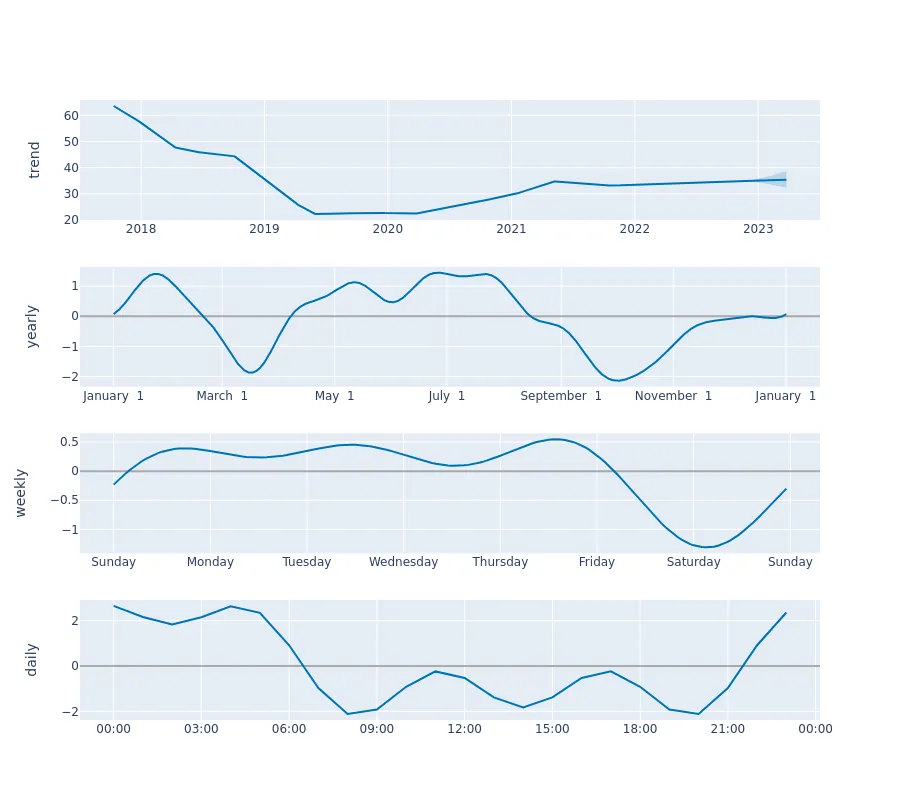 trend
60
50
40
30
20
2018 2019 2020 2021 2022 2023
yearly
1
0
−1
−2
January 1 March 1 May 1 July 1 September 1 November 1 January 1
weekly
0.5
0
−0.5
−1
Sunday Monday Tuesday Wednesday Thursday Friday Saturday Sunday
daily
2
0
−2
00:00 03:00 06:00 09:00 12:00 15:00 18:00 21:00 00:00